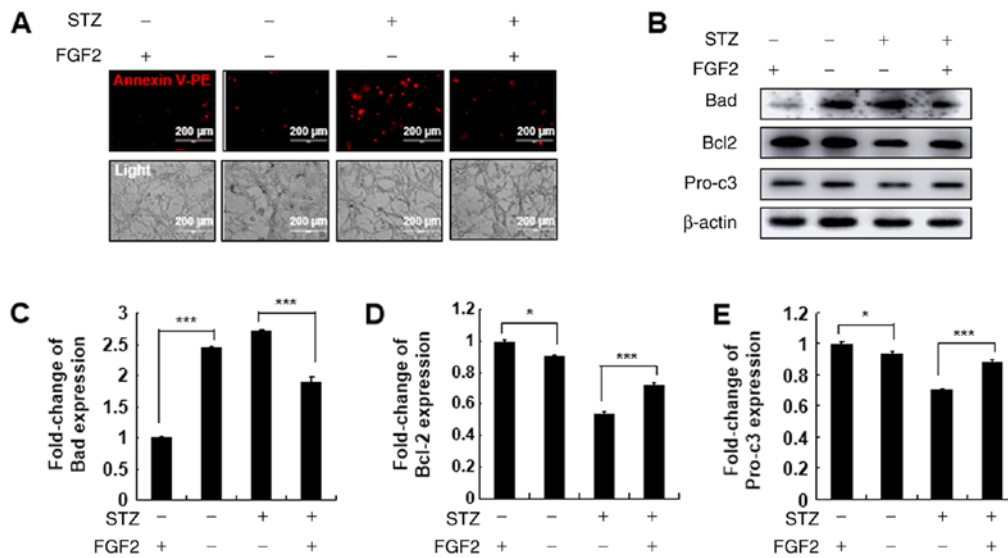 A
STZ − − + +
FGF2 + − − +
Annexin V-PE
200 µm 200 µm 200 µm 200 µm
Light
200 µm 200 µm 200 µm 200 µm
B
STZ − − + +
FGF2 + − − +
Bad
Bcl2
Pro-c3
β-actin
C
Fold-change of
Bad expression
3
2.5
2
1.5
1
0.5
0
*** ***
STZ − − + +
FGF2 + − − +
D
Fold-change of
Bcl-2 expression
1.2
1
0.8
0.6
0.4
0.2
0
* ***
STZ − − + +
FGF2 + − − +
E
Fold-change of
Pro-c3 expression
1.2
1
0.8
0.6
0.4
0.2
0
* ***
STZ − − + +
FGF2 + − − +